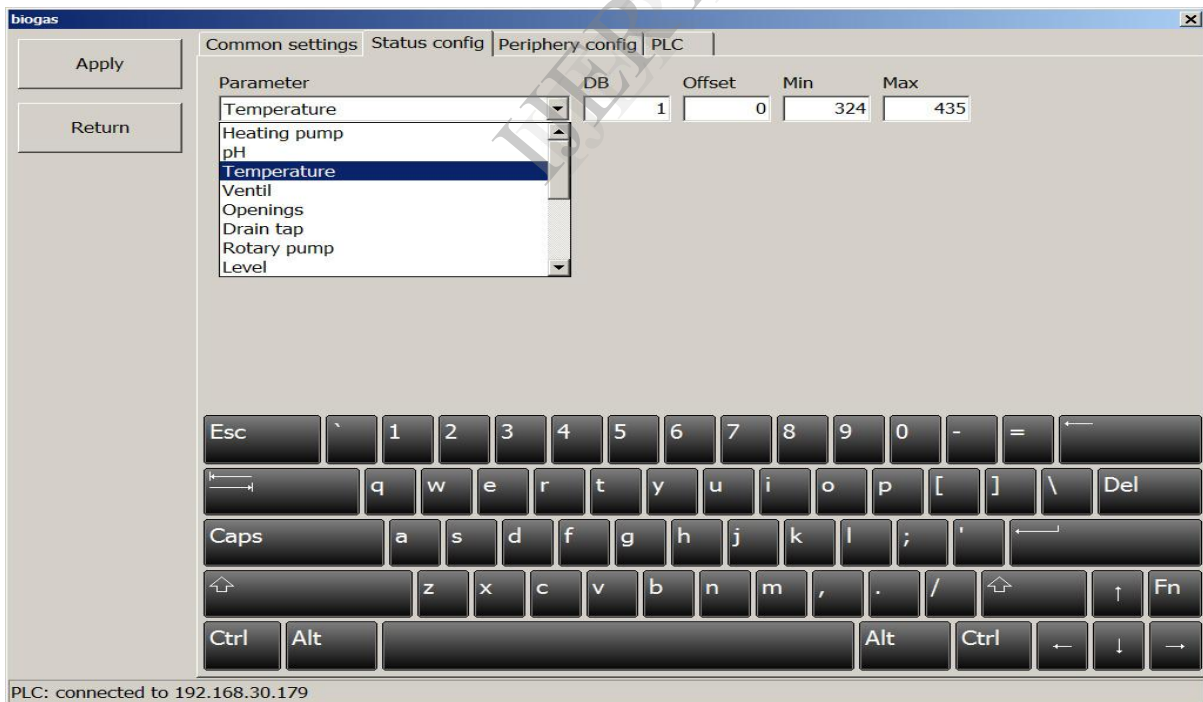 biogas
Apply
Return
Common settings Status config Periphery config PLC
Parameter DB Offset Min Max
Temperature 1 0 324 435
Heating pump
pH
Temperature
Ventil
Openings
Drain tap
Rotary pump
Level
Esc ` 1 2 3 4 5 6 7 8 9 0 - = ←
q w e r t y u i o p [ ] \ Del
Caps a s d f g h j k l ; '
z x c v b n m , . / ↑ Fn
Ctrl Alt Alt Ctrl ← ↓ →
PLC: connected to 192.168.30.179
IJERT